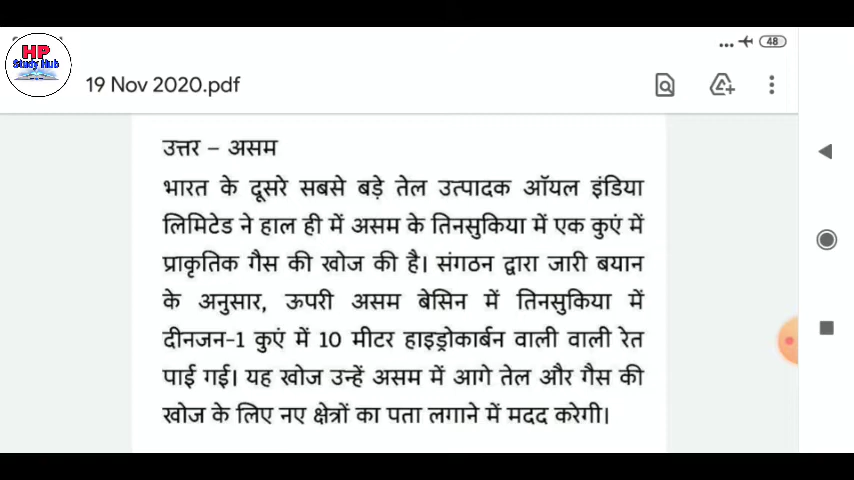 HP
Study Hub
48
19 Nov 2020.pdf
उत्तर – असम
भारत के दूसरे सबसे बड़े तेल उत्पादक ऑयल इंडिया
लिमिटेड ने हाल ही में असम के तिनसुकिया में एक कुएं में
प्राकृतिक गैस की खोज की है। संगठन द्वारा जारी बयान
के अनुसार, ऊपरी असम बेसिन में तिनसुकिया में
दीनजन-1 कुएं में 10 मीटर हाइड्रोकार्बन वाली वाली रेत
पाई गई। यह खोज उन्हें असम में आगे तेल और गैस की
खोज के लिए नए क्षेत्रों का पता लगाने में मदद करेगी।